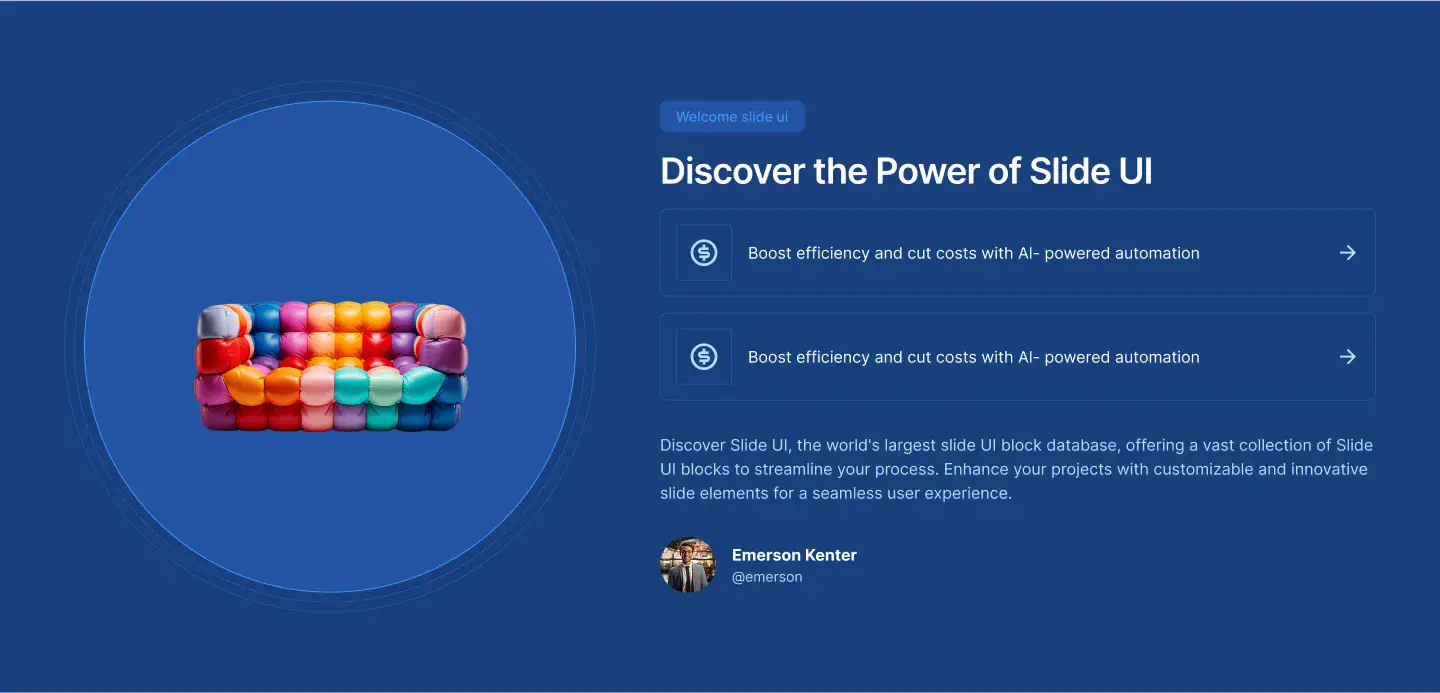 Welcome slide ui
Discover the Power of Slide UI
Boost efficiency and cut costs with AI- powered automation
Boost efficiency and cut costs with AI- powered automation
Discover Slide UI, the world's largest slide UI block database, offering a vast collection of Slide
UI blocks to streamline your process. Enhance your projects with customizable and innovative
slide elements for a seamless user experience.
Emerson Kenter
@emerson